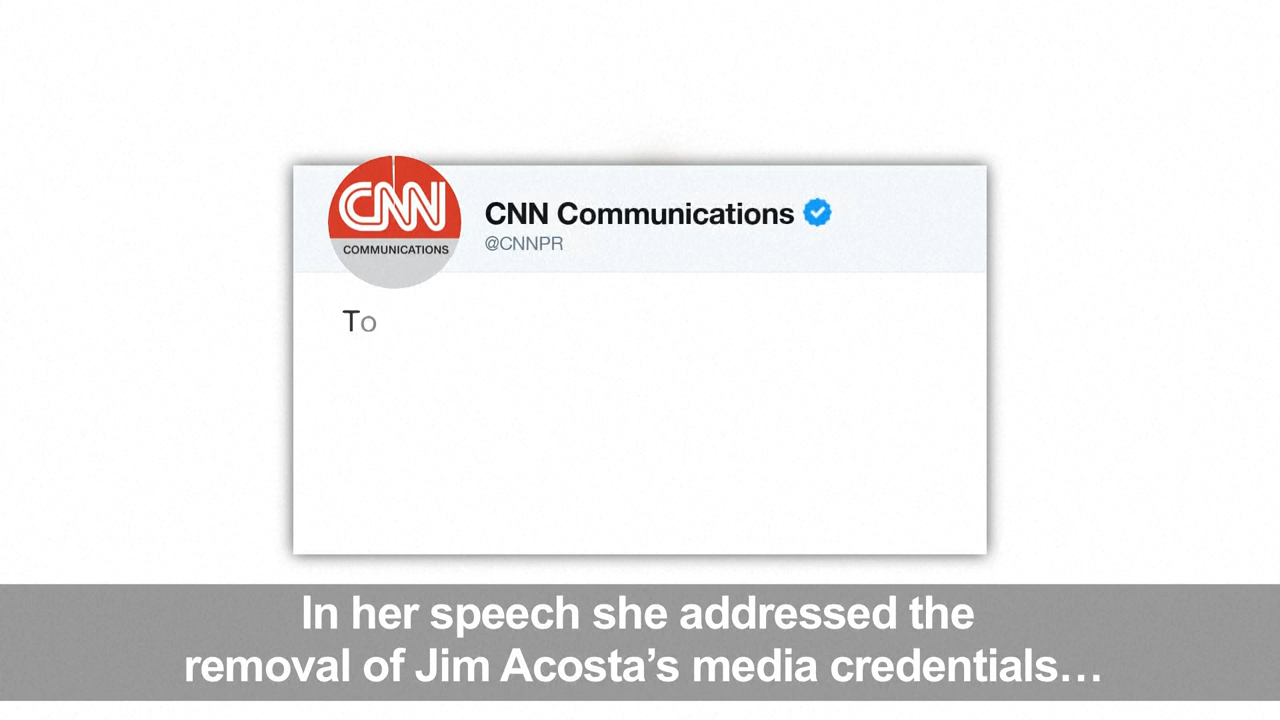 CNN
COMMUNICATIONS
CNN Communications
@CNNPR
To
In her speech she addressed the
removal of Jim Acosta’s media credentials…